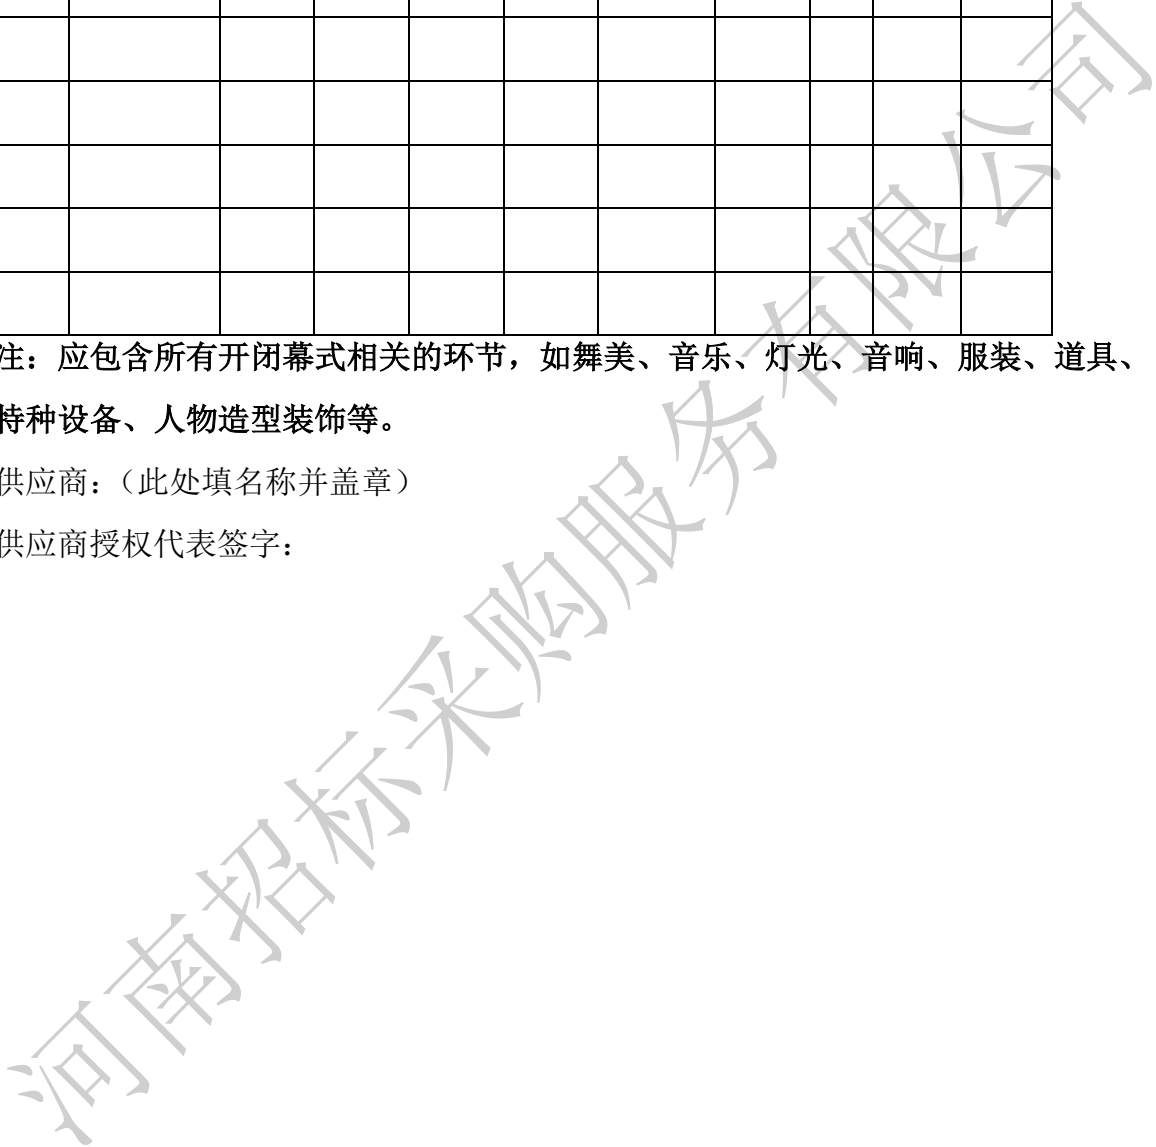 注：应包含所有开闭幕式相关的环节，如舞美、音乐、灯光、音响、服装、道具、
特种设备、人物造型装饰等。
供应商：（此处填名称并盖章）
供应商授权代表签字：
河南招标采购服务有限公司